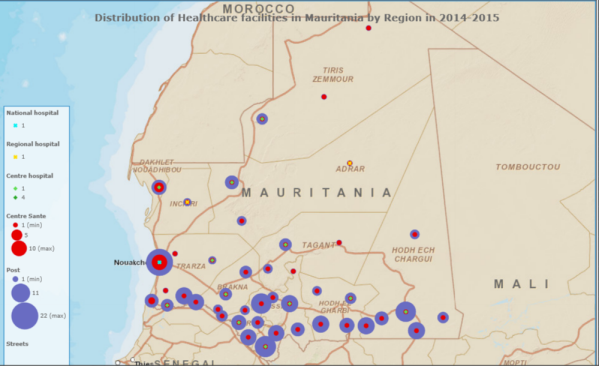 MOROCCO
Distribution of Healthcare facilities in Mauritania by Region in 2014-2015
TIRIS
ZEMMOUR
National hospital
1
Regional hospital
1
Centre hospital
1
4
Centre Sante
1 (min)
5
10 (max)
Post
1 (min)
11
22 (max)
Streets
DAKHLET
NOUADHIBOU
ADRAR
TOMBOUCTOU
MAURITANIA
INCHIRI
TAGANT
HODH ECH
CHARGUI
Nouakch
TRARZA
MALI
BRAKNA
HODH
GHARBI
Thies
SENEGAL
MOPTI